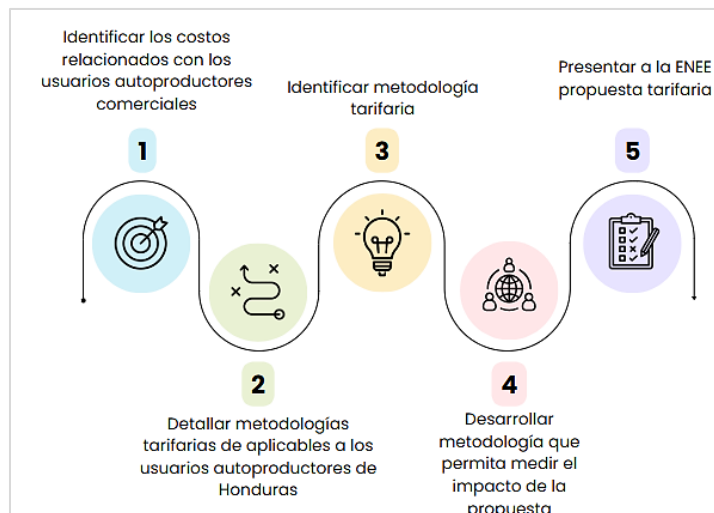 Identificar los costos
relacionados con los
usuarios autoproductores
comerciales
1
Detallar metodologías
tarifarias de aplicables a los
usuarios autoproductores de
Honduras
2
Identificar metodología
tarifaria
3
Desarrollar
metodología que
permita medir el
impacto de la
propuesta
4
Presentar a la ENEE
propuesta tarifaria
5